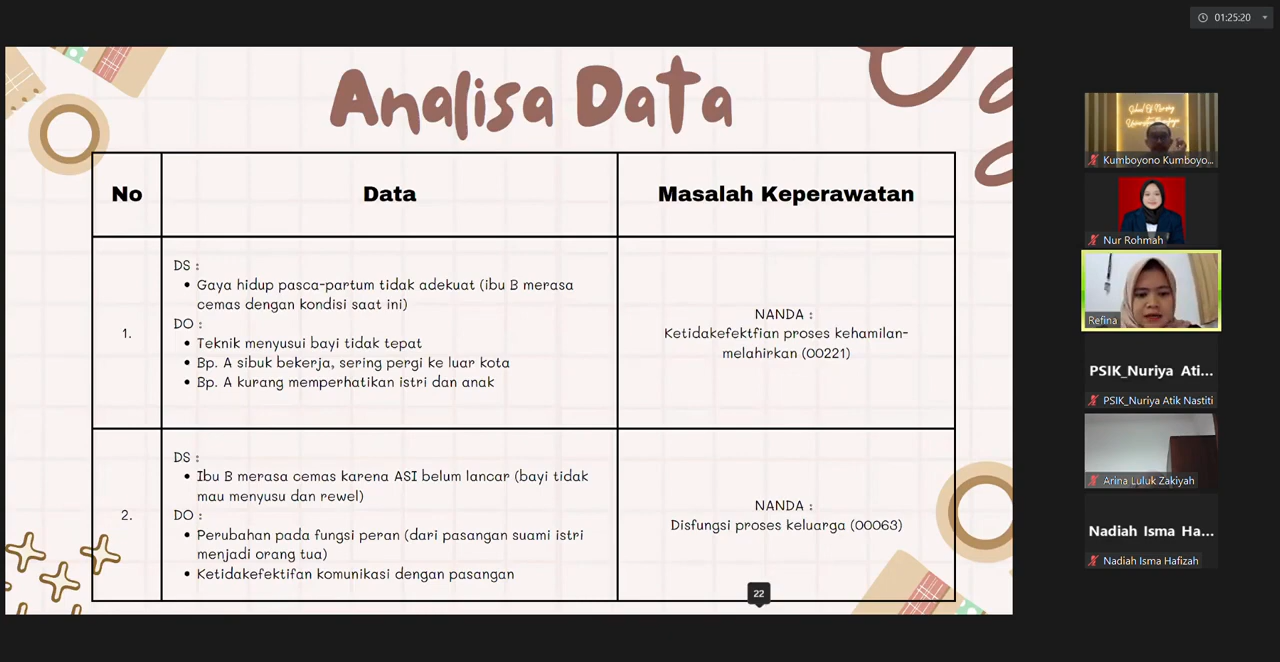 01:25:20
Analisa Data
No
Data
Masalah Keperawatan
1.
DS :
Gaya hidup pasca-partum tidak adekuat (ibu B merasa
cemas dengan kondisi saat ini)
DO :
Teknik menyusui bayi tidak tepat
Bp. A sibuk bekerja, sering pergi ke luar kota
Bp. A kurang memperhatikan istri dan anak
NANDA :
Ketidakefektfian proses kehamilan-
melahirkan (00221)
2.
DS :
Ibu B merasa cemas karena ASI belum lancar (bayi tidak
mau menyusu dan rewel)
DO :
Perubahan pada fungsi peran (dari pasangan suami istri
menjadi orang tua)
Ketidakefektifan komunikasi dengan pasangan
NANDA :
Disfungsi proses keluarga (00063)
22
School Of Nursing
Kumboyono Kumboyo...
Nur Rohmah
Refina
PSIK_Nuriya Ati...
PSIK_Nuriya Atik Nastiti
Arina Luluk Zakiyah
Nadiah Isma Ha...
Nadiah Isma Hafizah